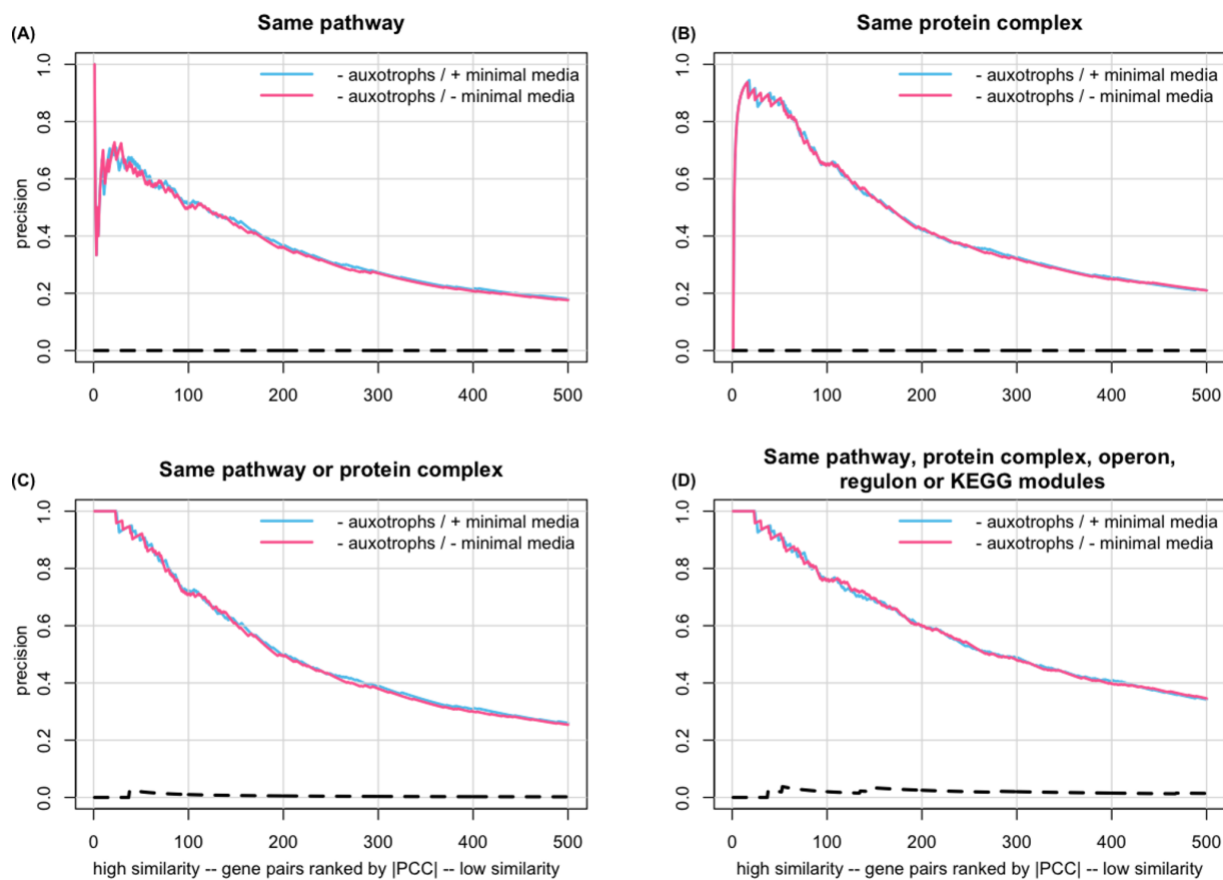 (A)
Same pathway
- auxotrophs / + minimal media
- auxotrophs / - minimal media
precision
1.0
0.8
0.6
0.4
0.2
0.0
0 100 200 300 400 500
(B)
Same protein complex
- auxotrophs / + minimal media
- auxotrophs / - minimal media
1.0
0.8
0.6
0.4
0.2
0.0
0 100 200 300 400 500
(C)
Same pathway or protein complex
- auxotrophs / + minimal media
- auxotrophs / - minimal media
precision
1.0
0.8
0.6
0.4
0.2
0.0
0 100 200 300 400 500
high similarity -- gene pairs ranked by |PCC| -- low similarity
(D)
Same pathway, protein complex, operon,
regulon or KEGG modules
- auxotrophs / + minimal media
- auxotrophs / - minimal media
1.0
0.8
0.6
0.4
0.2
0.0
0 100 200 300 400 500
high similarity -- gene pairs ranked by |PCC| -- low similarity